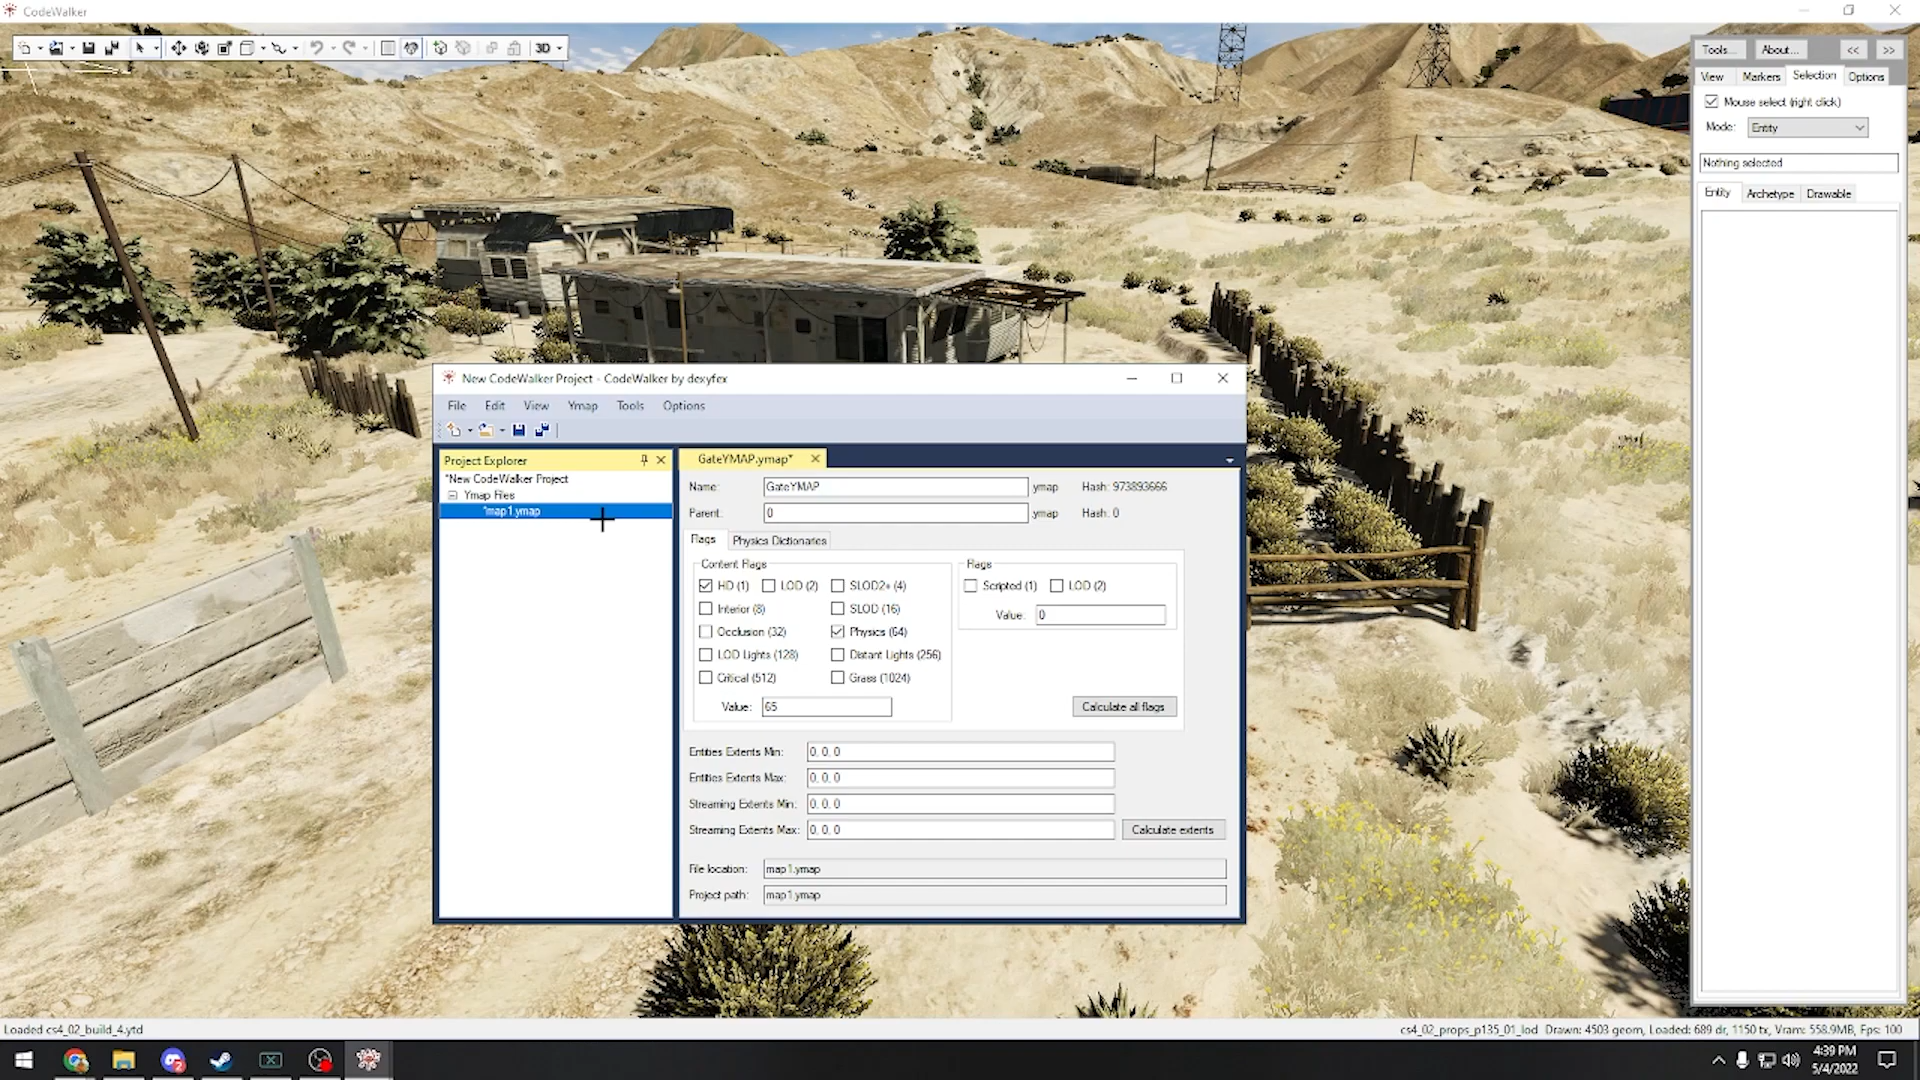 CodeWalker
3D
Tools... About... << >>
View Markers Selection Options
Mouse select (right click)
Mode: Entity
Nothing selected
Entity Archetype Drawable
New CodeWalker Project - CodeWalker by dexyfex
File Edit View Ymap Tools Options
Project Explorer
*New CodeWalker Project
Ymap Files
*map1.ymap
GateYMAP.ymap*
Name: GateYMAP .ymap Hash: 973893666
Parent: 0 .ymap Hash: 0
Flags Physics Dictionaries
Content Flags
HD (1) LOD (2) SLOD2+ (4)
Interior (8) SLOD (16)
Occlusion (32) Physics (64)
LOD Lights (128) Distant Lights (256)
Critical (512) Grass (1024)
Value: 65
Flags
Scripted (1) LOD (2)
Value: 0
Calculate all flags
Entities Extents Min: 0, 0, 0
Entities Extents Max: 0, 0, 0
Streaming Extents Min: 0, 0, 0
Streaming Extents Max: 0, 0, 0 Calculate extents
File location: map1.ymap
Project path: map1.ymap
Loaded cs4_02_build_4.ytd
cs4_02_props_p135_01_lod Drawn: 4503 geom, Loaded: 689 dr, 1150 tx, Vram: 558.9MB, Fps: 100
4:39 PM
5/4/2022